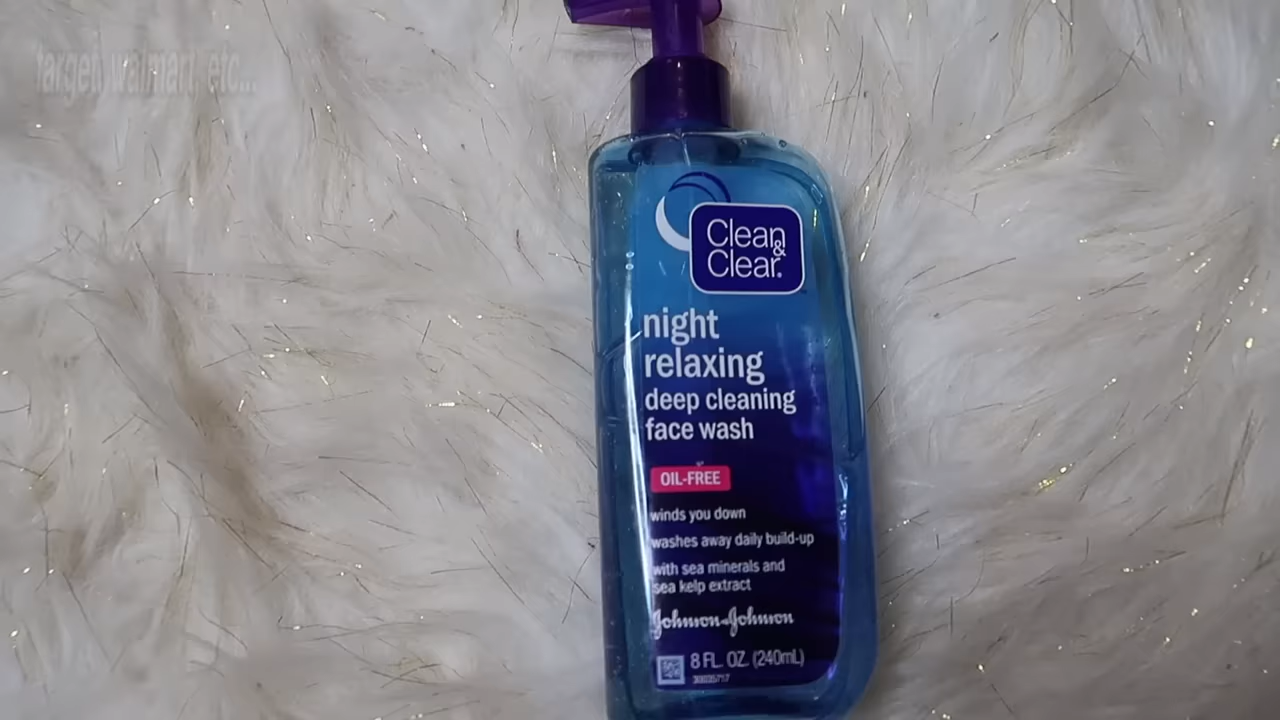 target, walmart, etc...
Clean
&
Clear.
night
relaxing
deep cleaning
face wash
OIL-FREE
winds you down
washes away daily build-up
with sea minerals and
sea kelp extract
Johnson & Johnson
8 FL. OZ. (240mL)